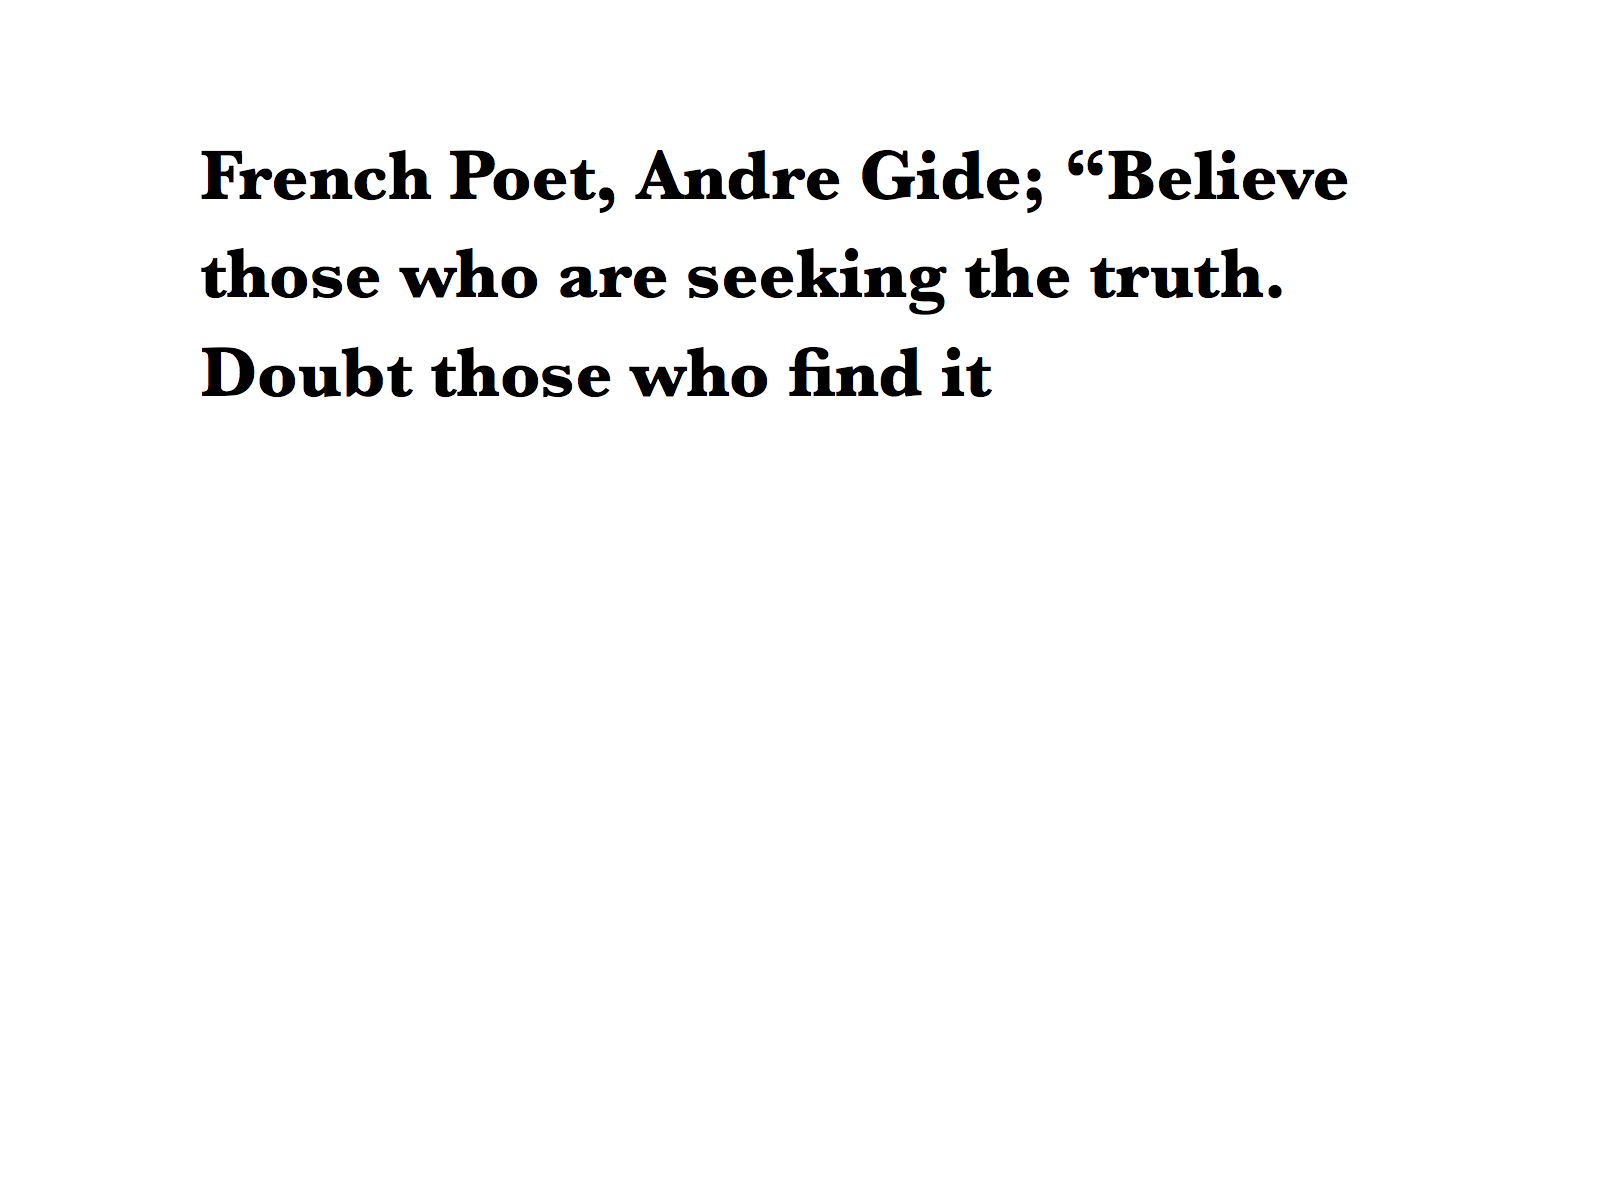 French Poet, Andre Gide; “Believe
those who are seeking the truth.
Doubt those who find it